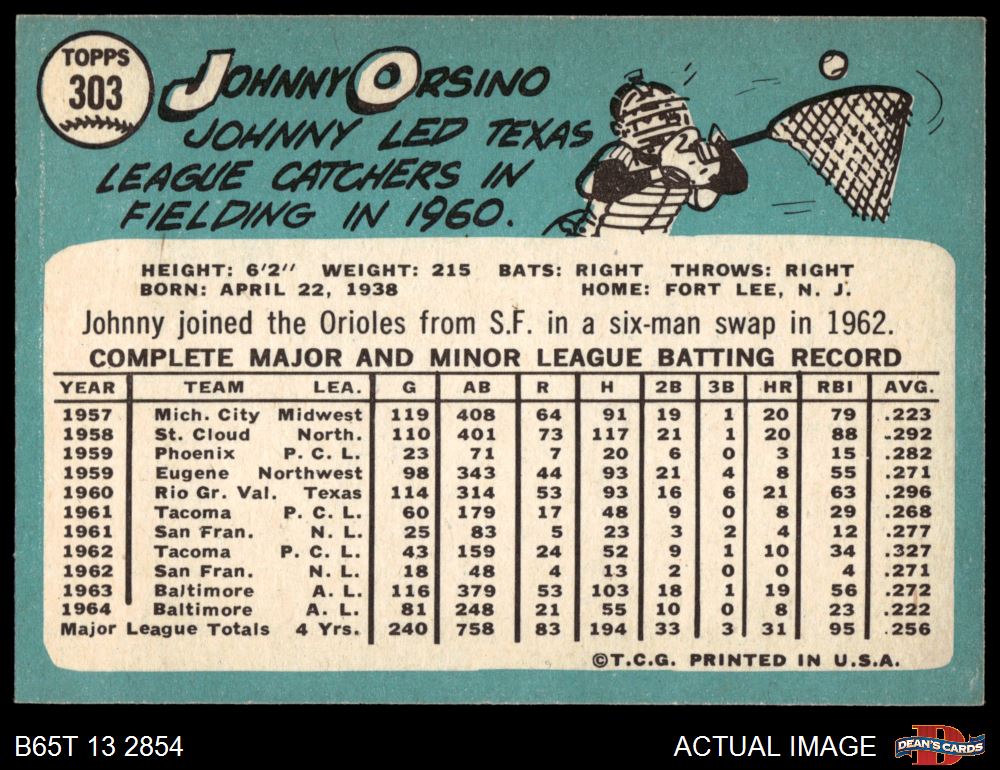 TOPPS
303
JOHNNY ORSINO
JOHNNY LED TEXAS
LEAGUE CATCHERS IN
FIELDING IN 1960.
HEIGHT: 6'2" WEIGHT: 215 BATS: RIGHT THROWS: RIGHT
BORN: APRIL 22, 1938 HOME: FORT LEE, N. J.
Johnny joined the Orioles from S.F. in a six-man swap in 1962.
COMPLETE MAJOR AND MINOR LEAGUE BATTING RECORD
YEAR TEAM LEA. G AB R H 2B 3B HR RBI AVG.
1957 Mich. City Midwest 119 408 64 91 19 1 20 79 .223
1958 St. Cloud North. 110 401 73 117 21 1 20 88 .292
1959 Phoenix P. C. L. 23 71 7 20 6 0 3 15 .282
1959 Eugene Northwest 98 343 44 93 21 4 8 55 .271
1960 Rio Gr. Val. Texas 114 314 53 93 16 6 21 63 .296
1961 Tacoma P. C. L. 60 179 17 48 9 0 8 29 .268
1961 San Fran. N. L. 25 83 5 23 3 2 4 12 .277
1962 Tacoma P. C. L. 43 159 24 52 9 1 10 34 .327
1962 San Fran. N. L. 18 48 4 13 2 0 0 4 .271
1963 Baltimore A. L. 116 379 53 103 18 1 19 56 .272
1964 Baltimore A. L. 81 248 21 55 10 0 8 23 .222
Major League Totals 4 Yrs. 240 758 83 194 33 3 31 95 .256
©T.C.G. PRINTED IN U.S.A.
B65T 13 2854 ACTUAL IMAGE DEAN'S CARDS